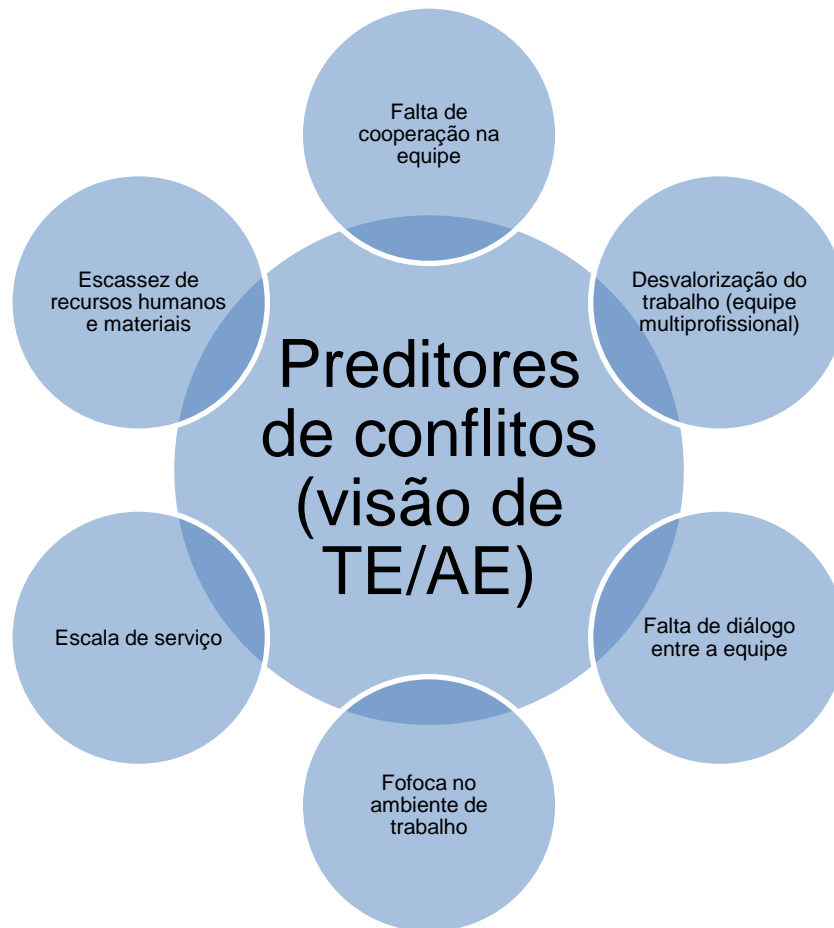 Falta de
cooperação na
equipe
Desvalorização do
trabalho (equipe
multiprofissional)
Falta de diálogo
entre a equipe
Fofoca no
ambiente de
trabalho
Escala de serviço
Escassez de
recursos humanos
e materiais
Preditores
de conflitos
(visão de
TE/AE)